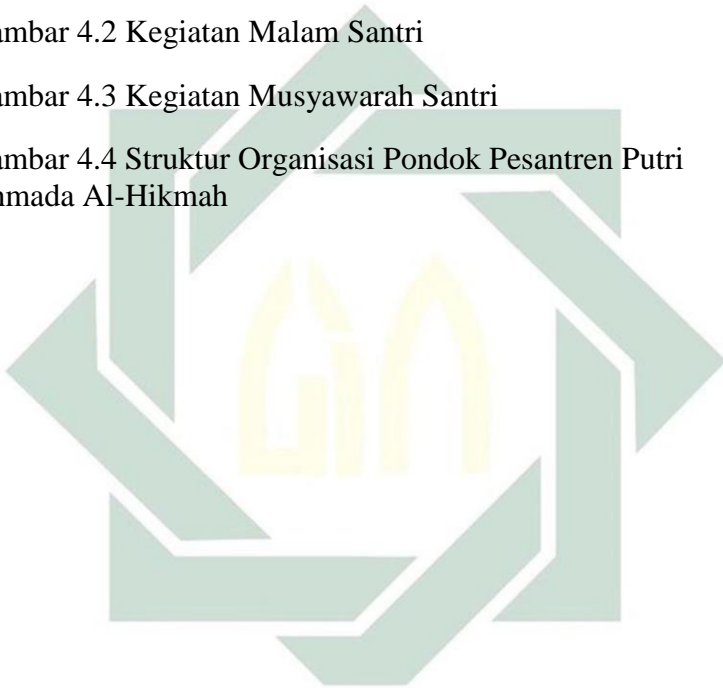 ambar 4.2 Kegiatan Malam Santri
ambar 4.3 Kegiatan Musyawarah Santri
ambar 4.4 Struktur Organisasi Pondok Pesantren Putri
mada Al-Hikmah